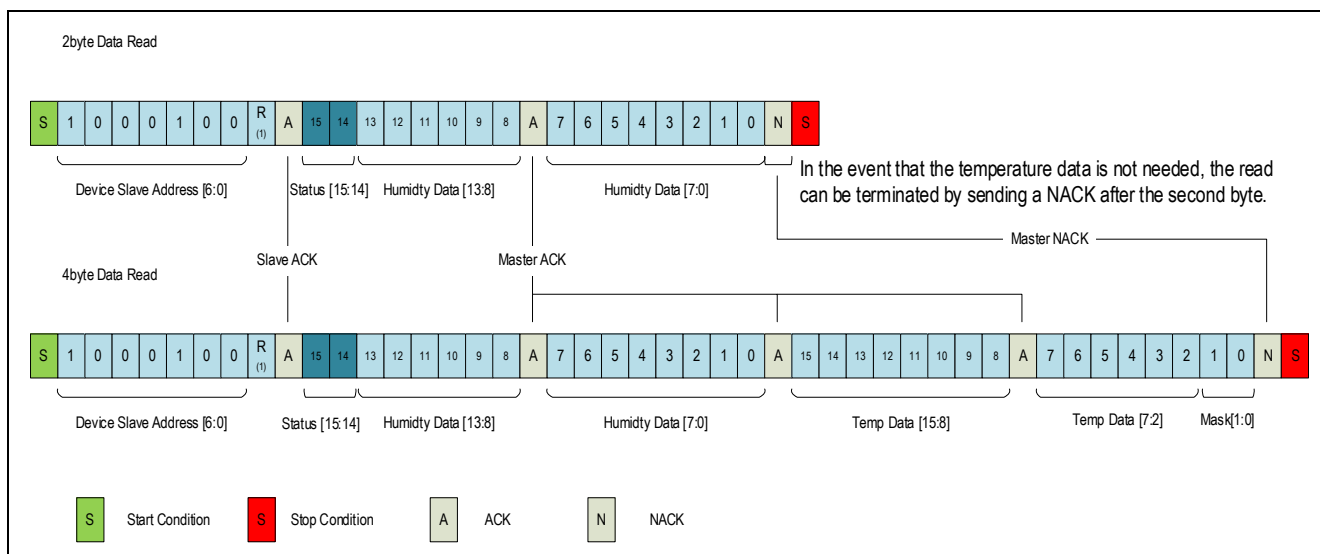 2byte Data Read
S 1 0 0 0 1 0 0 R (1) A 15 14 13 12 11 10 9 8 A 7 6 5 4 3 2 1 0 N S
Device Slave Address [6:0] Status [15:14] Humidty Data [13:8] Humidty Data [7:0]
In the event that the temperature data is not needed, the read
can be terminated by sending a NACK after the second byte.
Slave ACK Master ACK Master NACK
4byte Data Read
S 1 0 0 0 1 0 0 R (1) A 15 14 13 12 11 10 9 8 A 7 6 5 4 3 2 1 0 A 15 14 13 12 11 10 9 8 A 7 6 5 4 3 2 1 0 N S
Device Slave Address [6:0] Status [15:14] Humidty Data [13:8] Humidty Data [7:0] Temp Data [15:8] Temp Data [7:2] Mask[1:0]
S Start Condition S Stop Condition A ACK N NACK